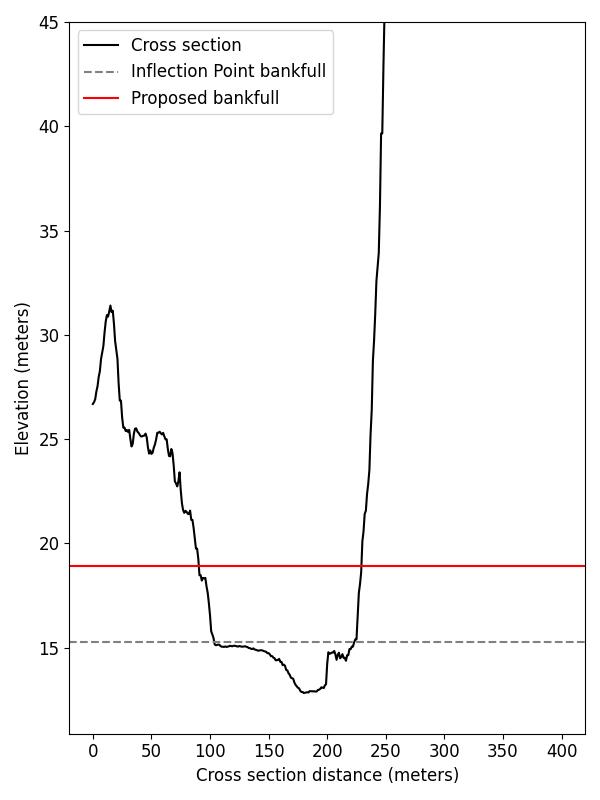 45
40
35
30
25
20
15
Elevation (meters)
Cross section
Inflection Point bankfull
Proposed bankfull
0 50 100 150 200 250 300 350 400
Cross section distance (meters)